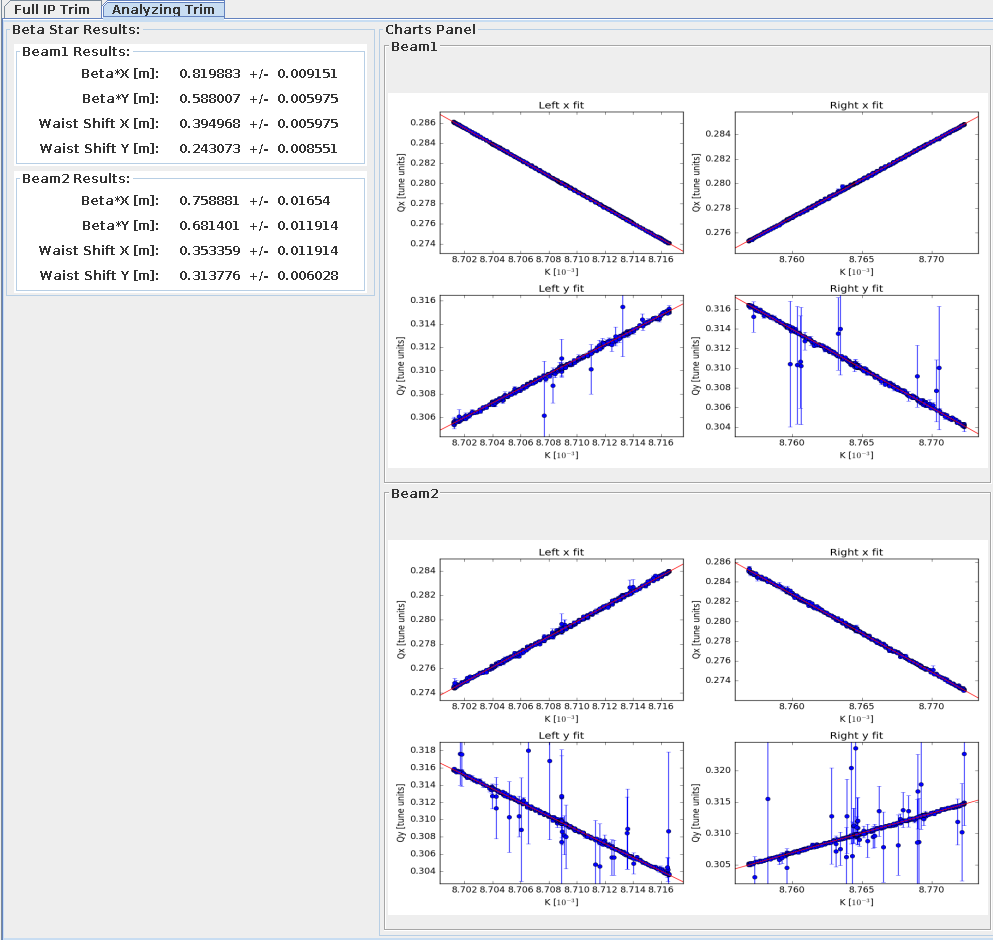 Full IP Trim Analyzing Trim
Beta Star Results:
Beam1 Results:
Beta*X [m]: 0.819883 +/- 0.009151
Beta*Y [m]: 0.588007 +/- 0.005975
Waist Shift X [m]: 0.394968 +/- 0.005975
Waist Shift Y [m]: 0.243073 +/- 0.008551
Beam2 Results:
Beta*X [m]: 0.758881 +/- 0.01654
Beta*Y [m]: 0.681401 +/- 0.011914
Waist Shift X [m]: 0.353359 +/- 0.011914
Waist Shift Y [m]: 0.313776 +/- 0.006028
Charts Panel
Beam1
Left x fit
Qx [tune units]
0.286
0.284
0.282
0.280
0.278
0.276
0.274
8.702 8.704 8.706 8.708 8.710 8.712 8.714 8.716
K [10⁻³]
Right x fit
Qx [tune units]
0.284
0.282
0.280
0.278
0.276
8.760 8.765 8.770
K [10⁻³]
Left y fit
Qy [tune units]
0.316
0.314
0.312
0.310
0.308
0.306
8.702 8.704 8.706 8.708 8.710 8.712 8.714 8.716
K [10⁻³]
Right y fit
Qy [tune units]
0.316
0.314
0.312
0.310
0.308
0.306
0.304
8.760 8.765 8.770
K [10⁻³]
Beam2
Left x fit
Qx [tune units]
0.284
0.282
0.280
0.278
0.276
0.274
8.702 8.704 8.706 8.708 8.710 8.712 8.714 8.716
K [10⁻³]
Right x fit
Qx [tune units]
0.286
0.284
0.282
0.280
0.278
0.276
0.274
8.760 8.765 8.770
K [10⁻³]
Left y fit
Qy [tune units]
0.318
0.316
0.314
0.312
0.310
0.308
0.306
0.304
8.702 8.704 8.706 8.708 8.710 8.712 8.714 8.716
K [10⁻³]
Right y fit
Qy [tune units]
0.320
0.315
0.310
0.305
8.760 8.765 8.770
K [10⁻³]